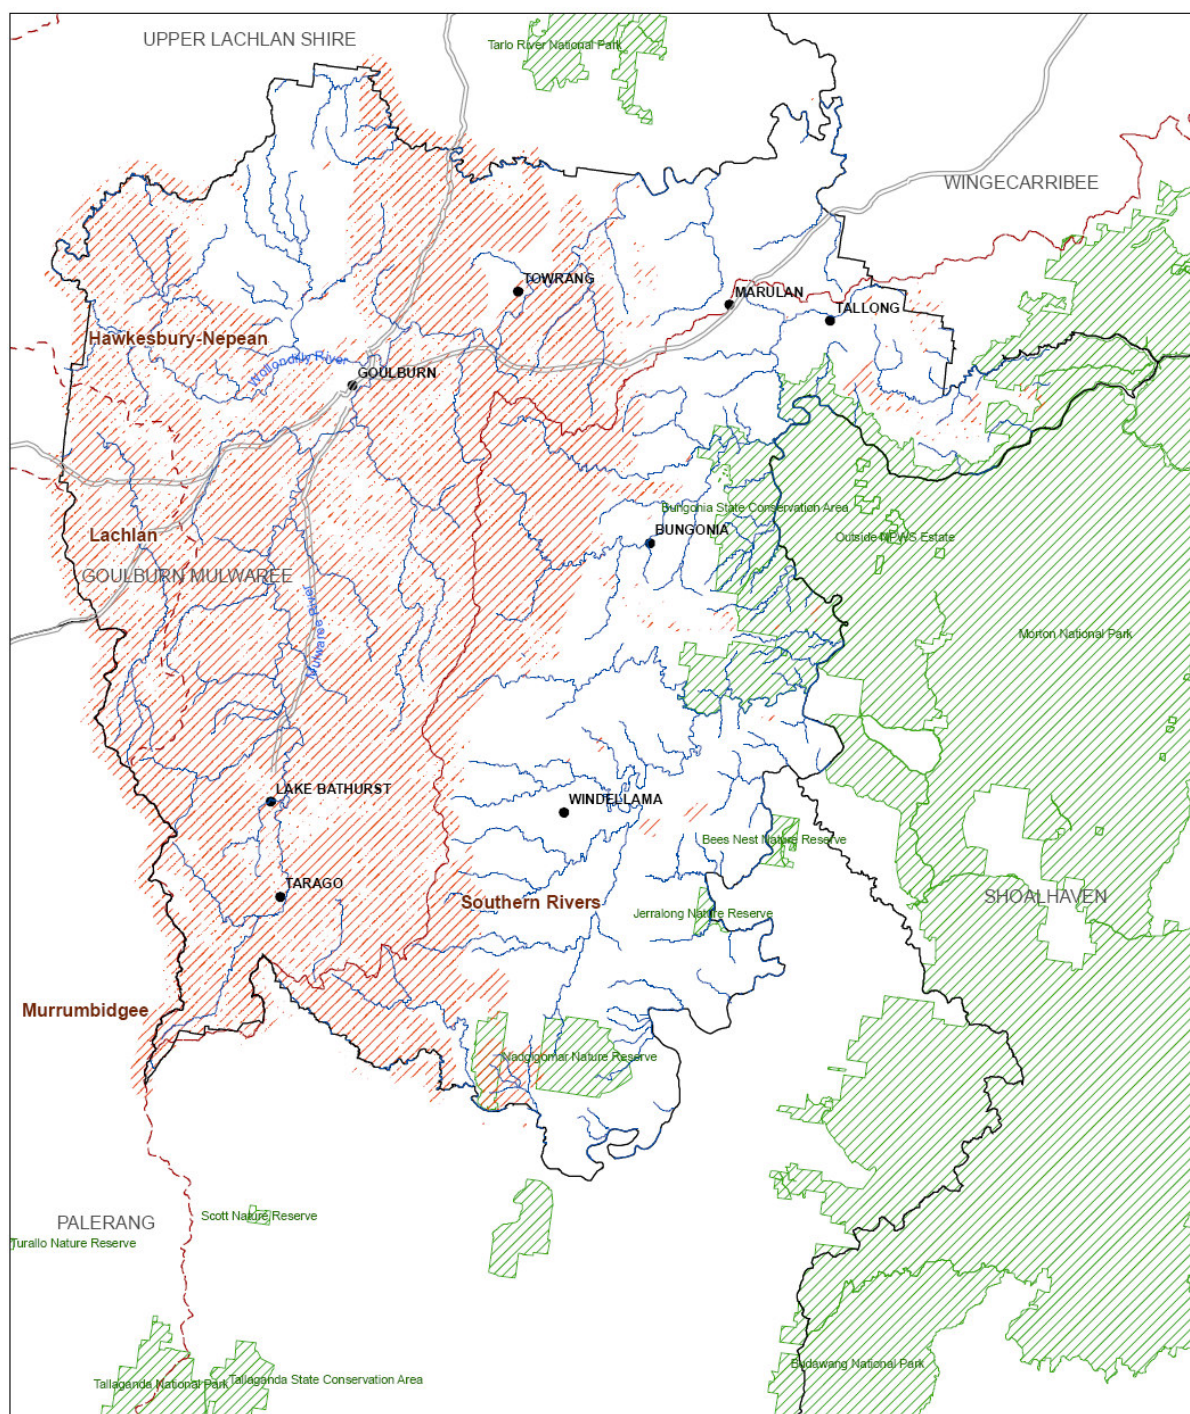 UPPER LACHLAN SHIRE
Tarlo River National Park
WINGECARRIBEE
TOWRANG
MARULAN
TALLONG
Hawkesbury-Nepean
Wollondilly River
GOULBURN
Bungonia State Conservation Area
BUNGONIA
Outside NPWS Estate
Lachlan
GOULBURN MULWAREE
Mulwaree River
Morton National Park
LAKE BATHURST
WINDELLAMA
Bees Nest Nature Reserve
TARAGO
SHOALHAVEN
Southern Rivers
Jerralong Nature Reserve
Murrumbidgee
Nadgigomar Nature Reserve
Scott Nature Reserve
PALERANG
Turallo Nature Reserve
Budawang National Park
Tallaganda National Park
Tallaganda State Conservation Area